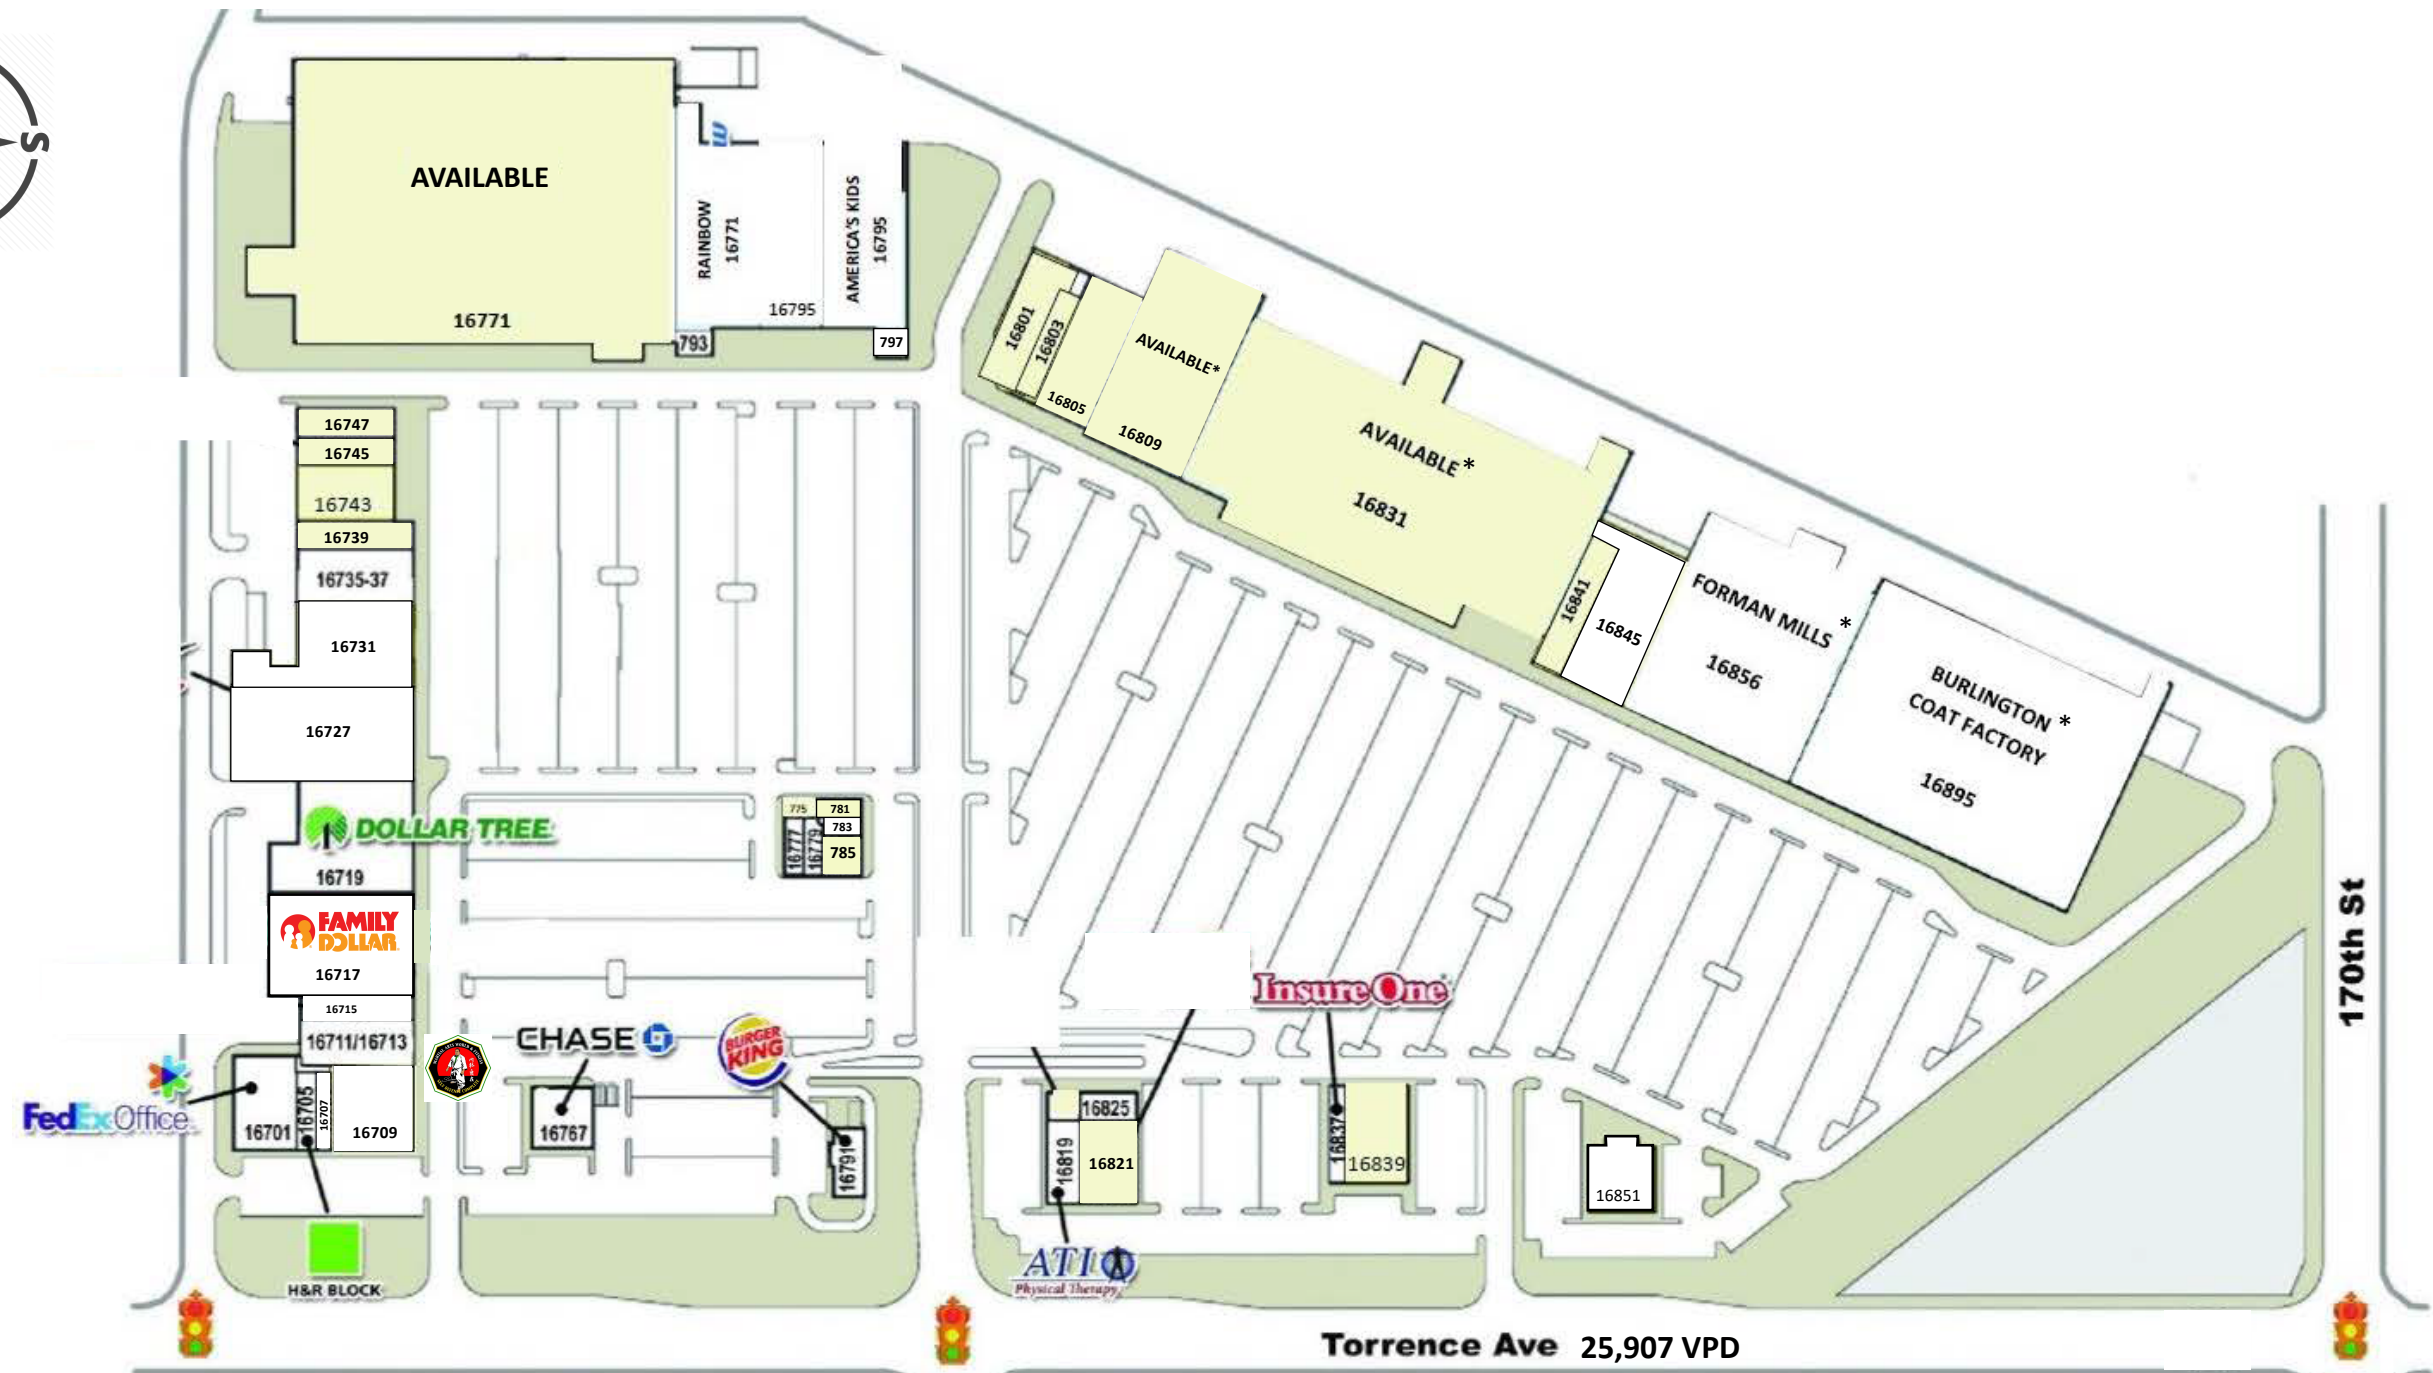 S
AVAILABLE
16771
RAINBOW
16771
16795
AMERICA'S KIDS
16795
793
797
16801
16803
16805
AVAILABLE*
16809
AVAILABLE *
16831
16841
16845
FORMAN MILLS *
16856
BURLINGTON *
COAT FACTORY
16895
16747
16745
16743
16739
16735-37
16731
16727
DOLLAR TREE
16719
FAMILY
DOLLAR
16717
16715
16711/16713
FedEx Office
16701
16705
16707
16709
H&R BLOCK
775
781
783
16777
16779
785
CHASE
16767
BURGER
KING
16791
16825
16819
16821
ATI
Physical Therapy
InsureOne
16837
16839
16851
170th St
Torrence Ave 25,907 VPD